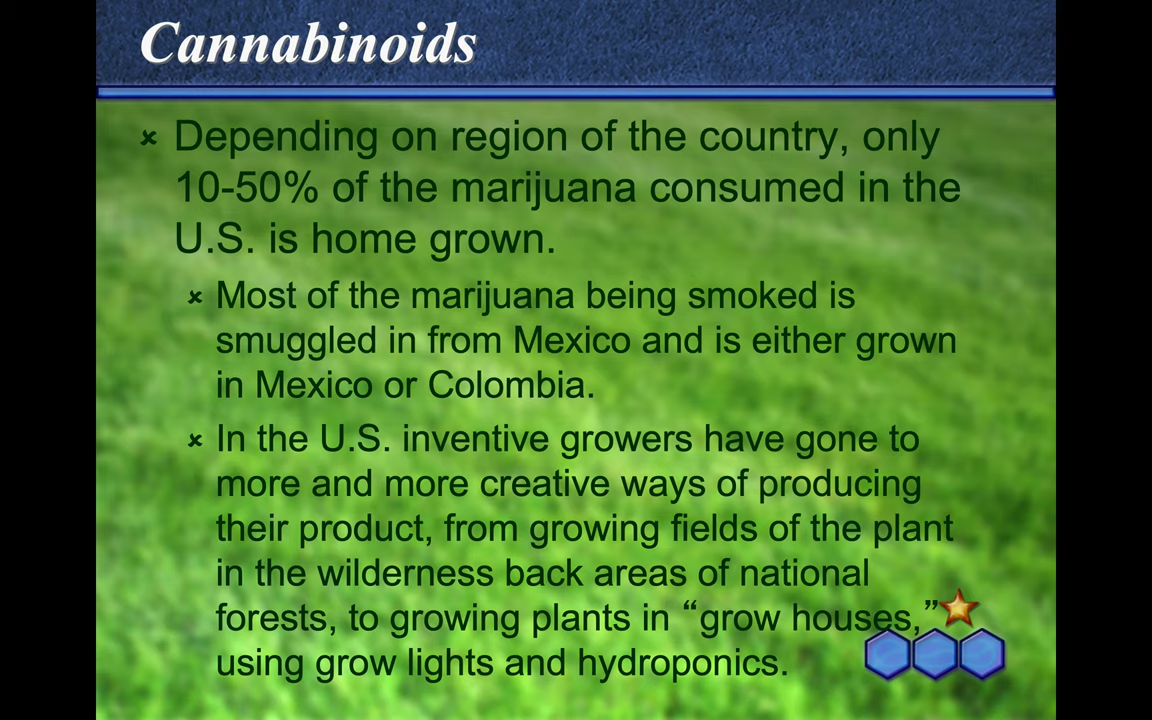 Cannabinoids
Depending on region of the country, only
10-50% of the marijuana consumed in the
U.S. is home grown.
Most of the marijuana being smoked is
smuggled in from Mexico and is either grown
in Mexico or Colombia.
In the U.S. inventive growers have gone to
more and more creative ways of producing
their product, from growing fields of the plant
in the wilderness back areas of national
forests, to growing plants in “grow houses,”
using grow lights and hydroponics.